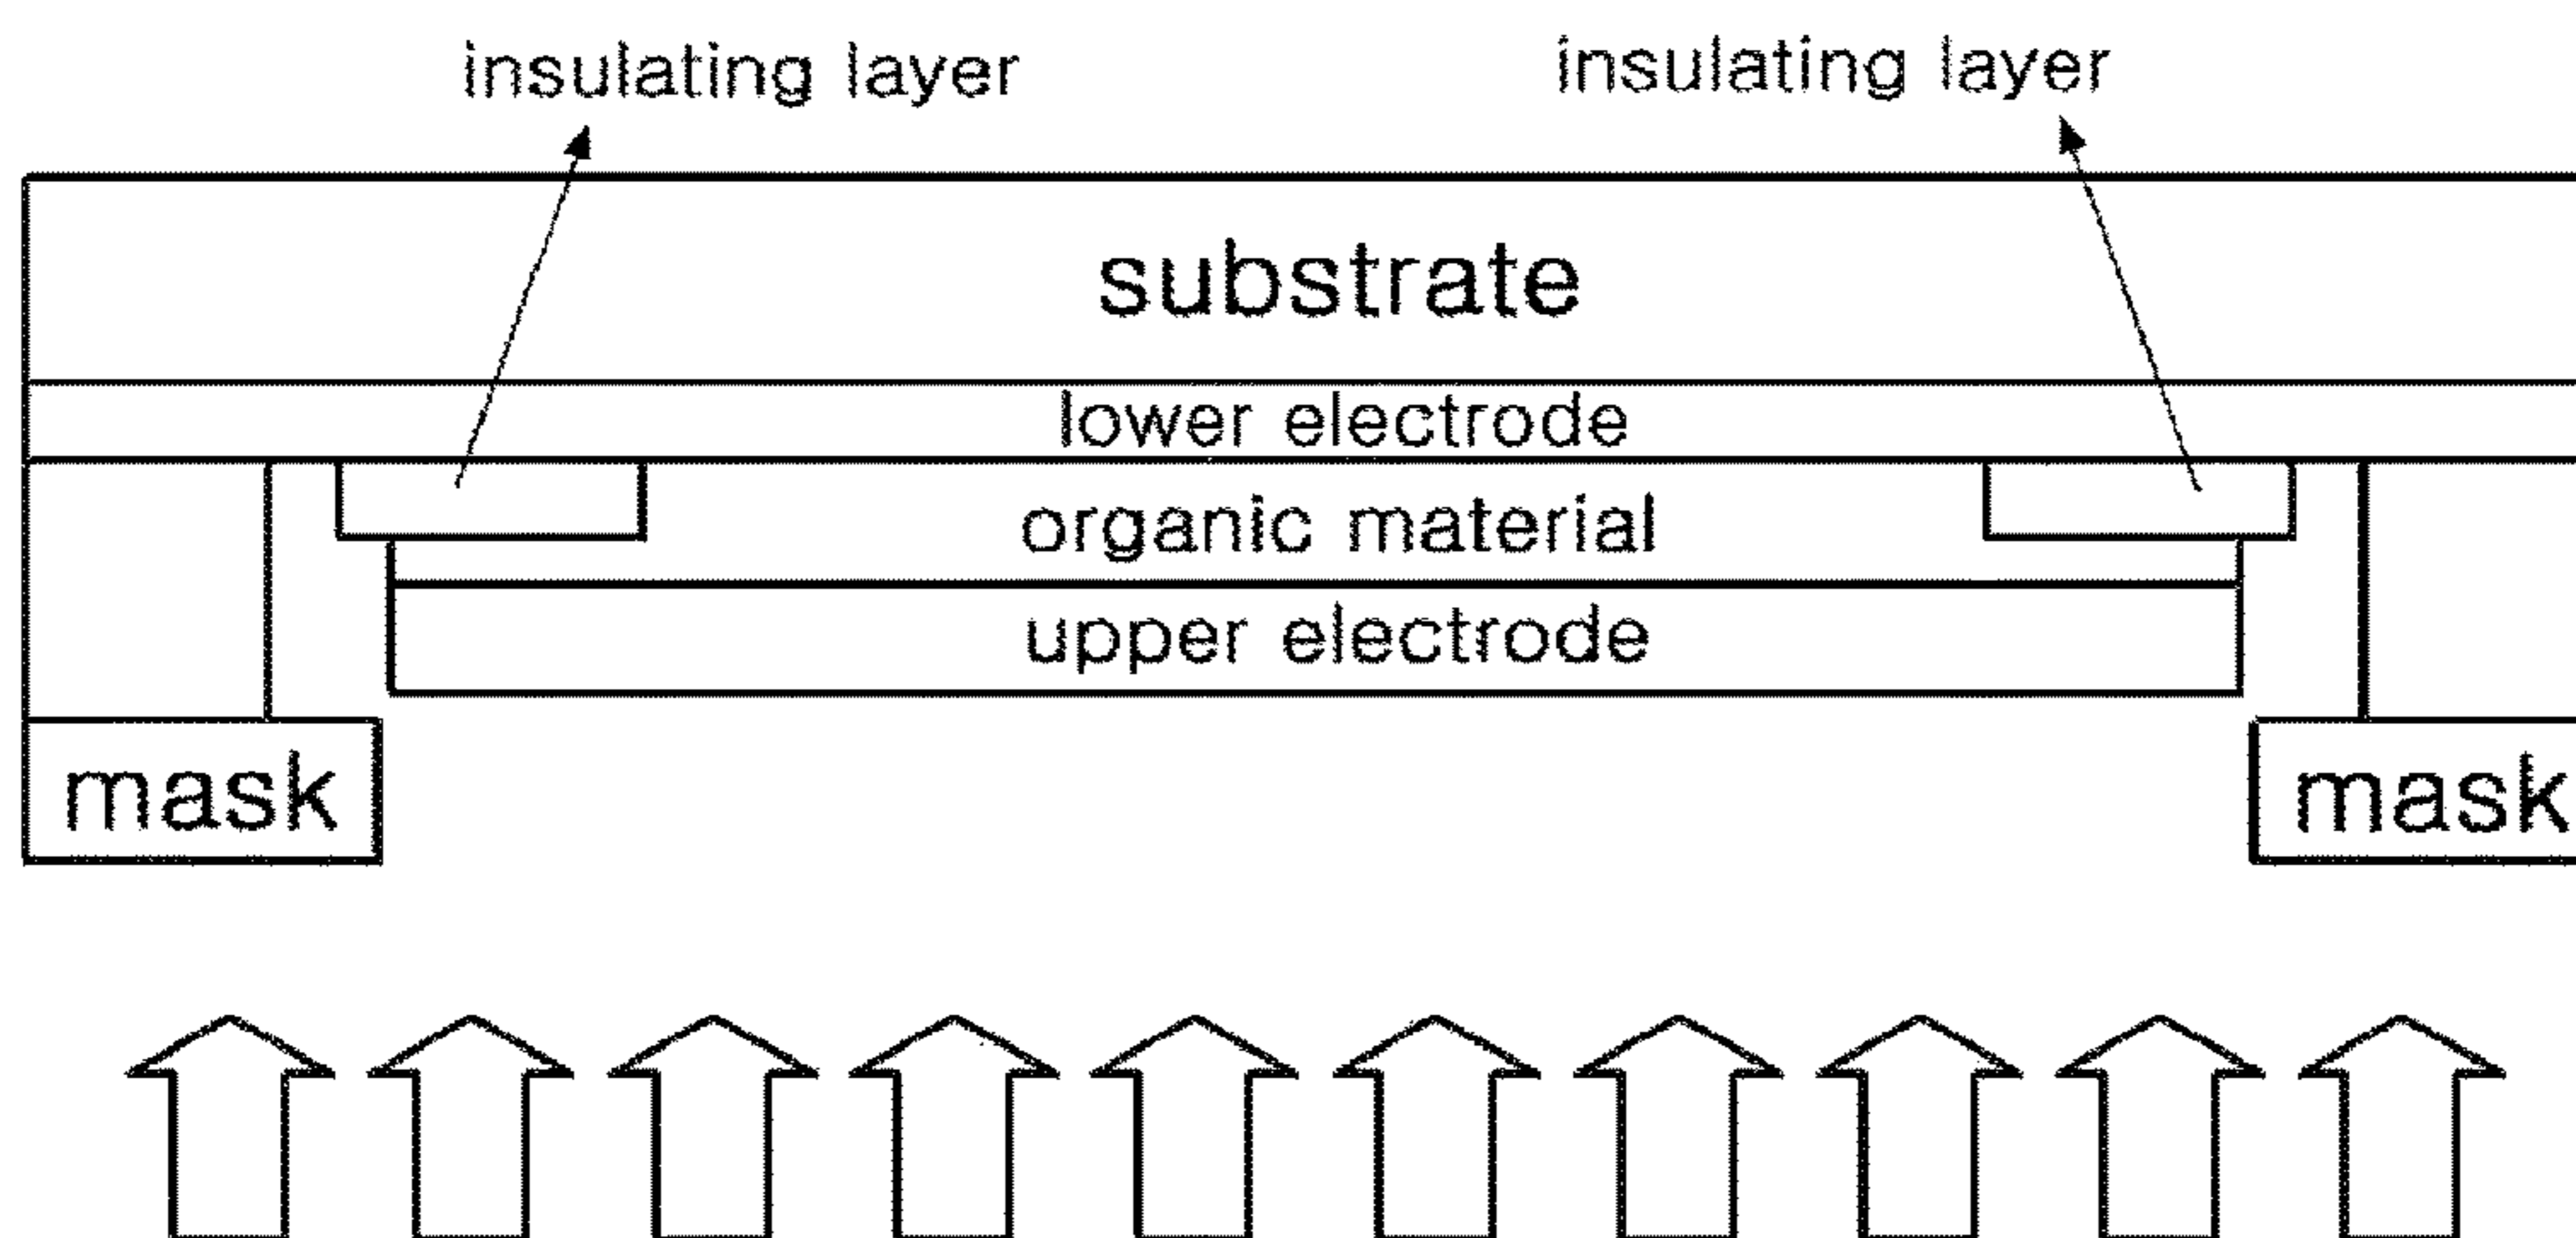 insulating layer insulating layer
substrate
lower electrode
organic material
upper electrode
mask mask